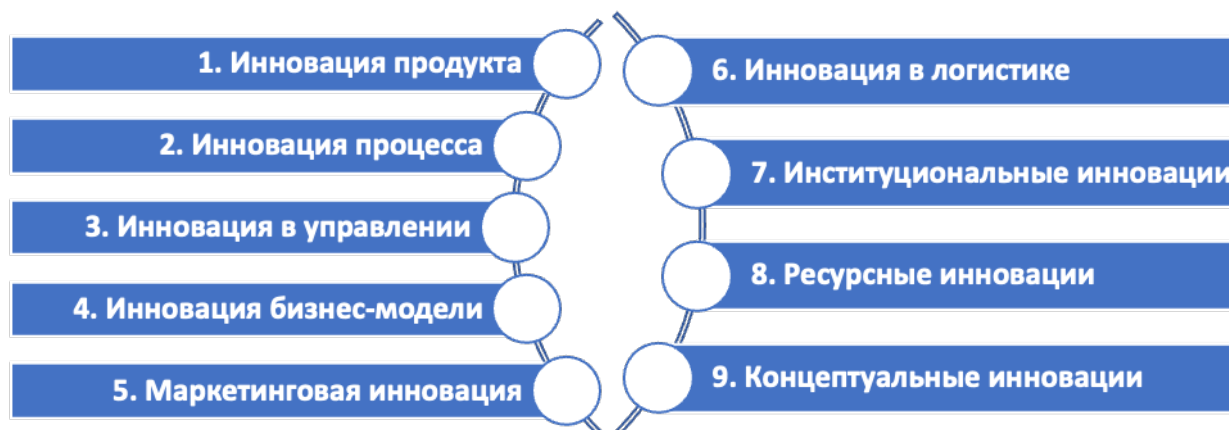 1. Инновация продукта
2. Инновация процесса
3. Инновация в управлении
4. Инновация бизнес-модели
5. Маркетинговая инновация
6. Инновация в логистике
7. Институциональные инновации
8. Ресурсные инновации
9. Концептуальные инновации